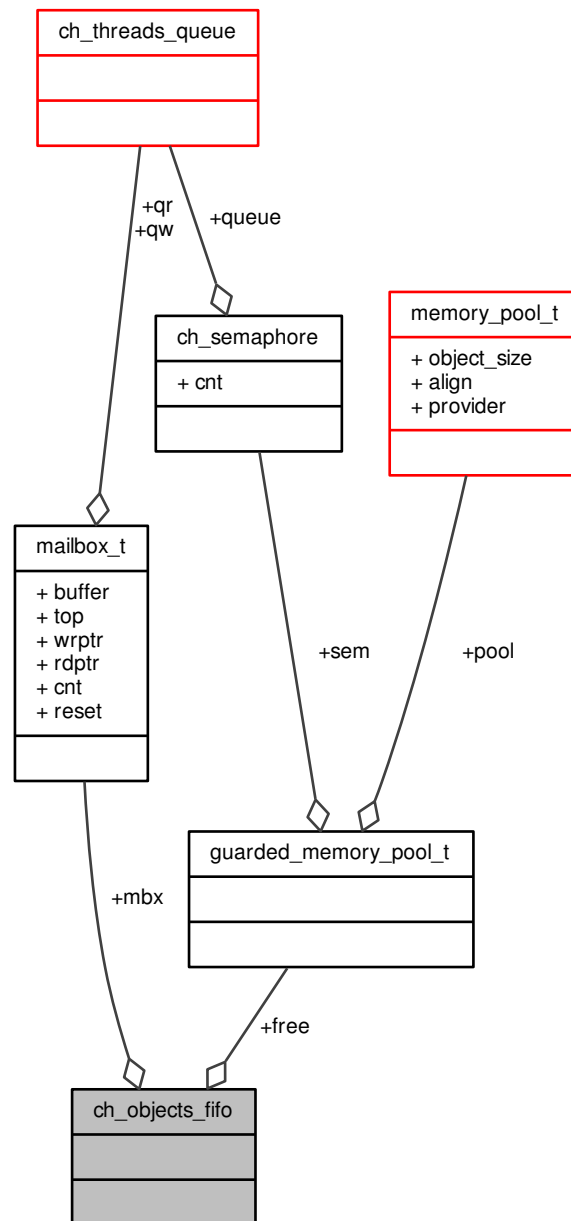 ch_threads_queue
+qr
+qw
+queue
ch_semaphore
+ cnt
memory_pool_t
+ object_size
+ align
+ provider
mailbox_t
+ buffer
+ top
+ wrptr
+ rdptr
+ cnt
+ reset
+sem
+pool
guarded_memory_pool_t
+mbx
+free
ch_objects_fifo